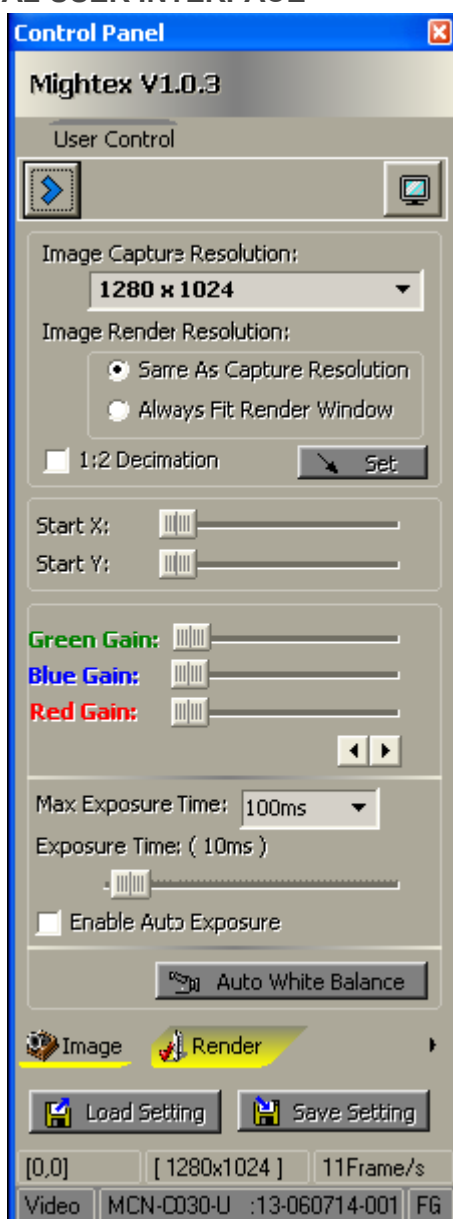 Control Panel
Mightex V1.0.3
User Control
Image Capture Resolution:
1280 x 1024
Image Render Resolution:
Same As Capture Resolution
Always Fit Render Window
1:2 Decimation
Set
Start X:
Start Y:
Green Gain:
Blue Gain:
Red Gain:
Max Exposure Time: 100ms
Exposure Time: ( 10ms )
Enable Auto Exposure
Auto White Balance
Image Render
Load Setting Save Setting
[0,0] [ 1280x1024 ] 11Frame/s
Video MCN-C030-U :13-060714-001 FG